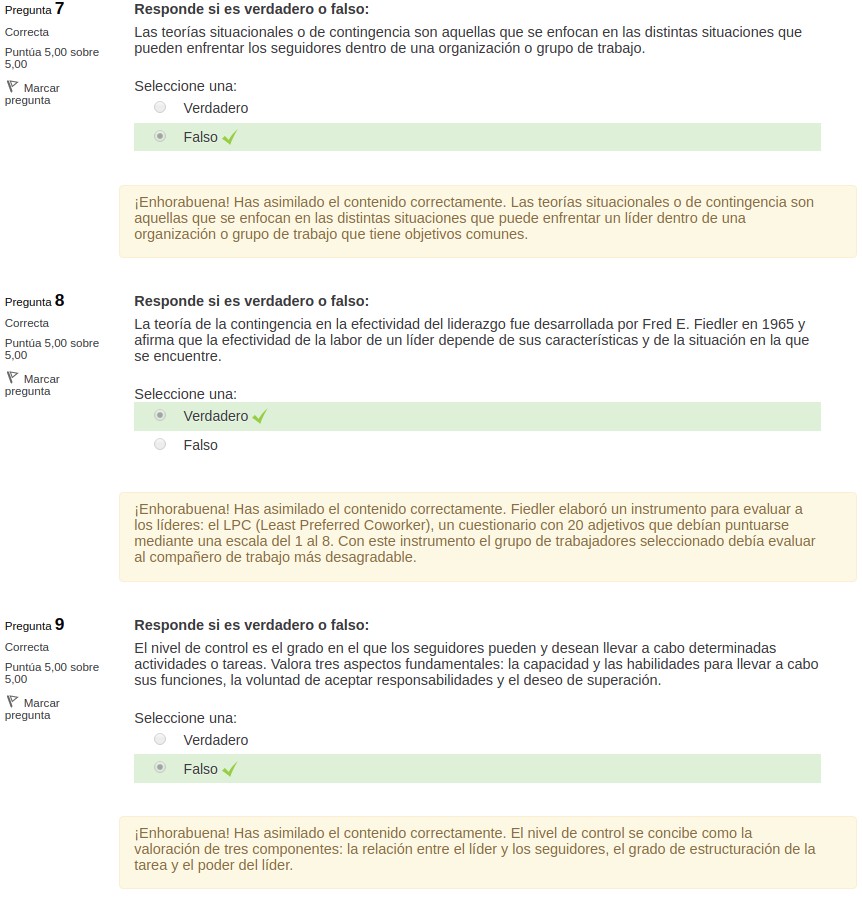 Pregunta 7
Correcta
Puntúa 5,00 sobre
5,00
Marcar
pregunta
Responde si es verdadero o falso:
Las teorías situacionales o de contingencia son aquellas que se enfocan en las distintas situaciones que
pueden enfrentar los seguidores dentro de una organización o grupo de trabajo.
Seleccione una:
Verdadero
Falso
¡Enhorabuena! Has asimilado el contenido correctamente. Las teorías situacionales o de contingencia son
aquellas que se enfocan en las distintas situaciones que puede enfrentar un líder dentro de una
organización o grupo de trabajo que tiene objetivos comunes.
Pregunta 8
Correcta
Puntúa 5,00 sobre
5,00
Marcar
pregunta
Responde si es verdadero o falso:
La teoría de la contingencia en la efectividad del liderazgo fue desarrollada por Fred E. Fiedler en 1965 y
afirma que la efectividad de la labor de un líder depende de sus características y de la situación en la que
se encuentre.
Seleccione una:
Verdadero
Falso
¡Enhorabuena! Has asimilado el contenido correctamente. Fiedler elaboró un instrumento para evaluar a
los líderes: el LPC (Least Preferred Coworker), un cuestionario con 20 adjetivos que debían puntuarse
mediante una escala del 1 al 8. Con este instrumento el grupo de trabajadores seleccionado debía evaluar
al compañero de trabajo más desagradable.
Pregunta 9
Correcta
Puntúa 5,00 sobre
5,00
Marcar
pregunta
Responde si es verdadero o falso:
El nivel de control es el grado en el que los seguidores pueden y desean llevar a cabo determinadas
actividades o tareas. Valora tres aspectos fundamentales: la capacidad y las habilidades para llevar a cabo
sus funciones, la voluntad de aceptar responsabilidades y el deseo de superación.
Seleccione una:
Verdadero
Falso
¡Enhorabuena! Has asimilado el contenido correctamente. El nivel de control se concibe como la
valoración de tres componentes: la relación entre el líder y los seguidores, el grado de estructuración de la
tarea y el poder del líder.